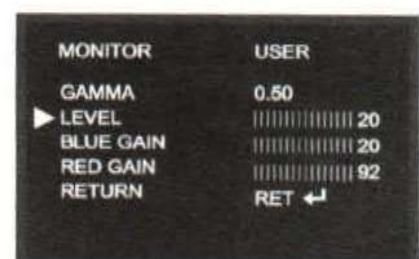 MONITOR USER
GAMMA 0.50
LEVEL 20
BLUE GAIN 20
RED GAIN 92
RETURN RET ↵